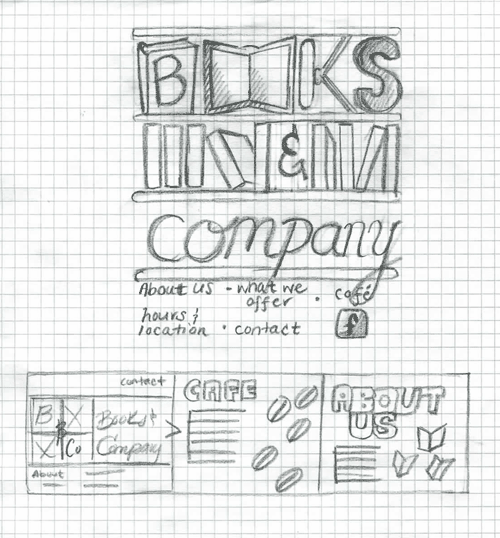 BOOKS
&
Company
About us - what we offer · café
hours & location · contact
f
contact
B X
X Co
B
Books &
Company
About
CAFE
ABOUT
US